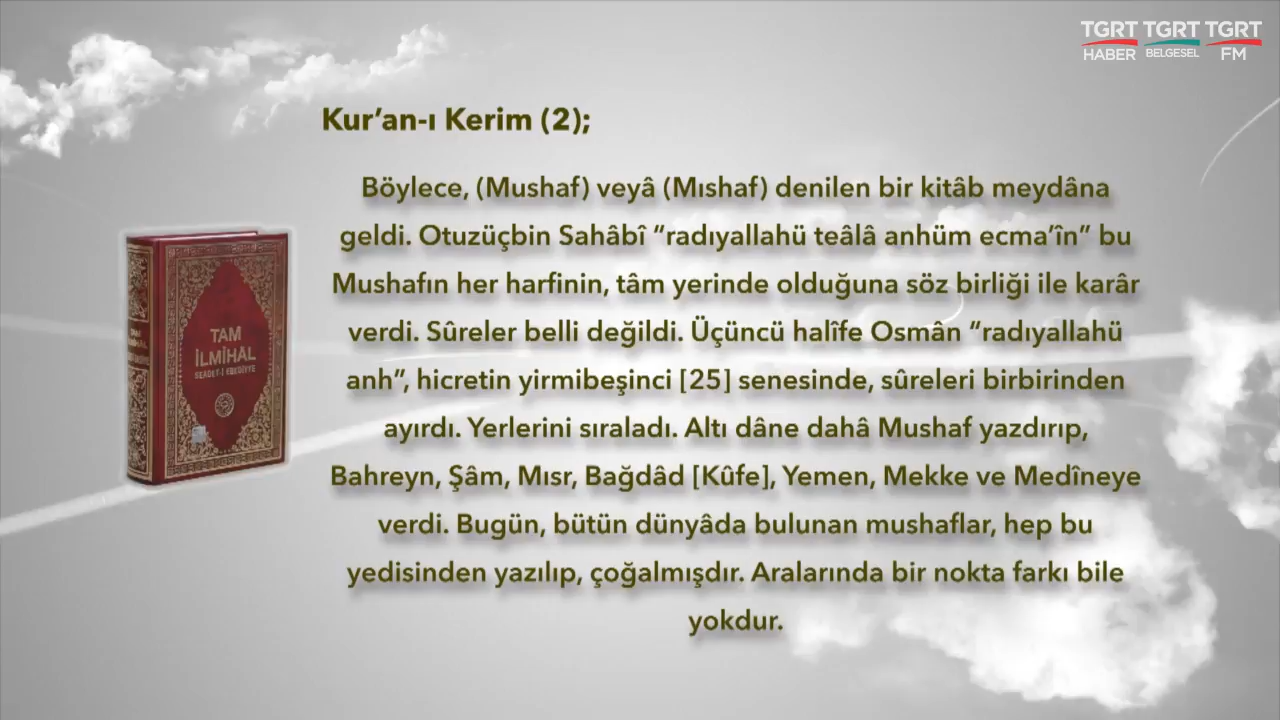 TGRT TGRT TGRT
HABER BELGESEL FM
Kur’an-ı Kerim (2);
Böylece, (Mushaf) veyâ (Mıshaf) denilen bir kitâb meydâna
geldi. Otuzüçbin Sahâbî “radıyallahü teâlâ anhüm ecma’în” bu
Mushafın her harfinin, tâm yerinde olduğuna söz birliği ile karâr
verdi. Sûreler belli değildi. Üçüncü halîfe Osmân “radıyallahü
anh”, hicretin yirmibeşinci [25] senesinde, sûreleri birbirinden
ayırdı. Yerlerini sıraladı. Altı dâne dahâ Mushaf yazdırıp,
Bahreyn, Şâm, Mısr, Bağdâd [Kûfe], Yemen, Mekke ve Medîneye
verdi. Bugün, bütün dünyâda bulunan mushaflar, hep bu
yedisinden yazılıp, çoğalmışdır. Aralarında bir nokta farkı bile
yokdur.
TAM
İLMİHÂL
SEÂDET-İ EBEDİYYE